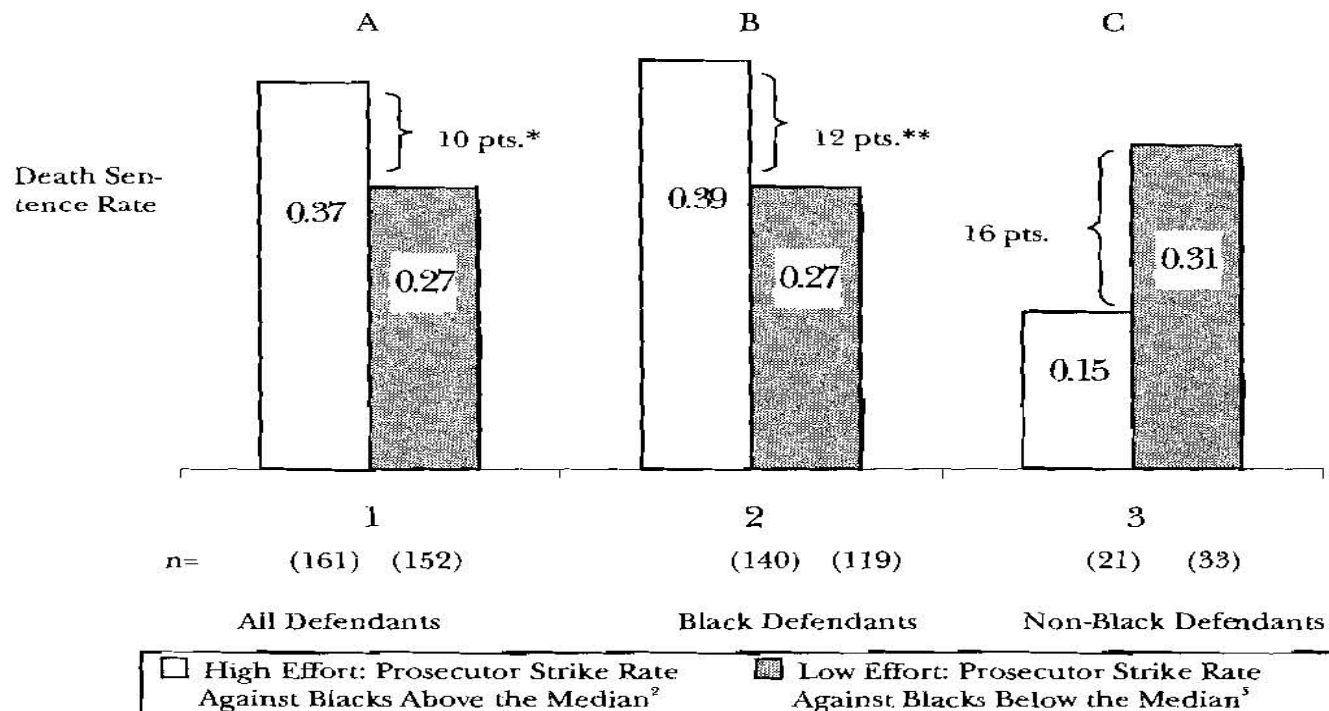 A B C
10 pts.* 12 pts.**
Death Sen-
tence Rate
0.37 0.39
16 pts. 0.31
0.27 0.27
0.15
1 2 3
n= (161) (152) (140) (119) (21) (33)
All Defendants Black Defendants Non-Black Defendants
High Effort: Prosecutor Strike Rate Low Effort: Prosecutor Strike Rate
Against Blacks Above the Median² Against Blacks Below the Median³